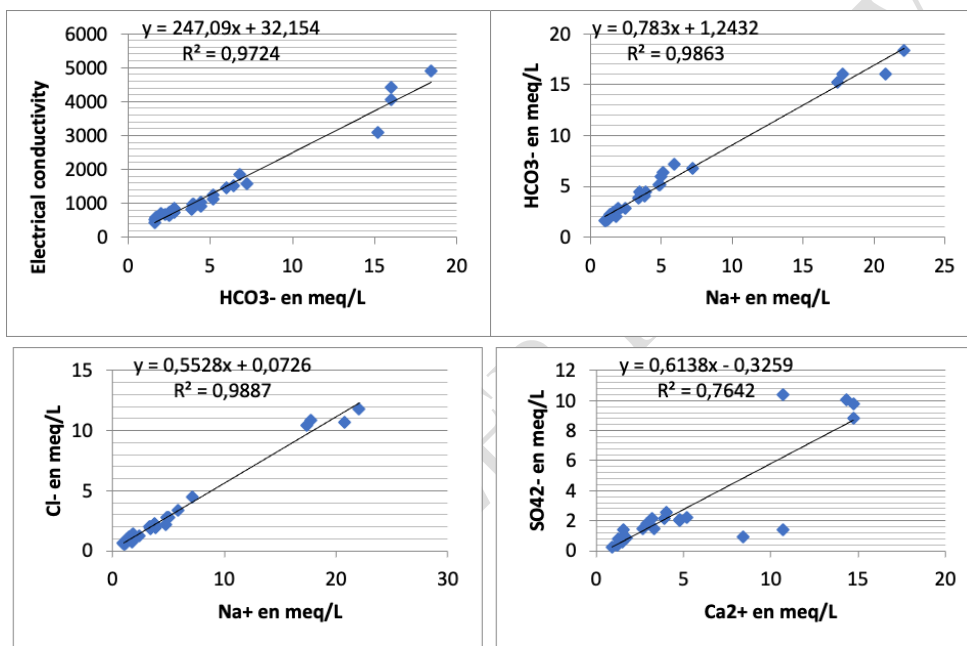 y = 247,09x + 32,154
R² = 0,9724
6000
5000
4000
3000
2000
1000
0
0 5 10 15 20
Electrical conductivity
HCO3- en meq/L
y = 0,783x + 1,2432
R² = 0,9863
20
15
10
5
0
0 5 10 15 20 25
HCO3- en meq/L
Na+ en meq/L
y = 0,5528x + 0,0726
R² = 0,9887
15
10
5
0
0 10 20 30
Cl- en meq/L
Na+ en meq/L
y = 0,6138x - 0,3259
R² = 0,7642
12
10
8
6
4
2
0
0 5 10 15 20
SO42- en meq/L
Ca2+ en meq/L